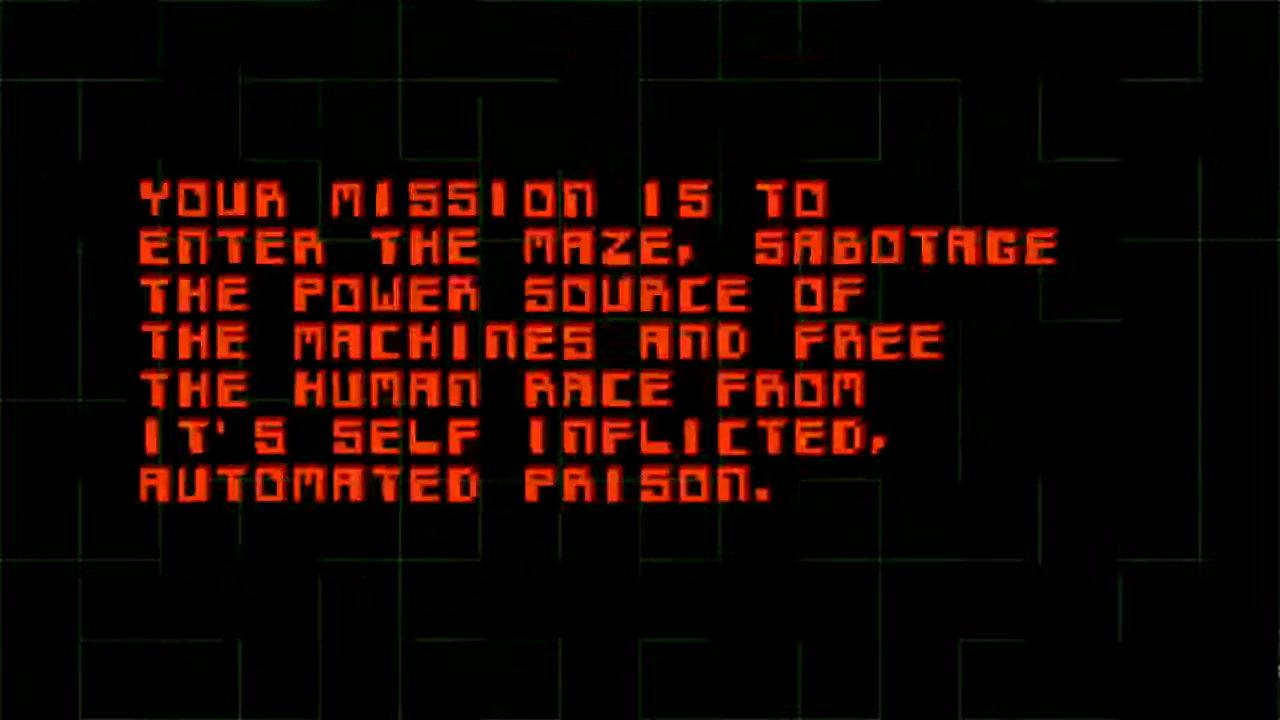 YOUR MISSION IS TO
ENTER THE MAZE, SABOTAGE
THE POWER SOURCE OF
THE MACHINES AND FREE
THE HUMAN RACE FROM
IT'S SELF INFLICTED,
AUTOMATED PRISON.